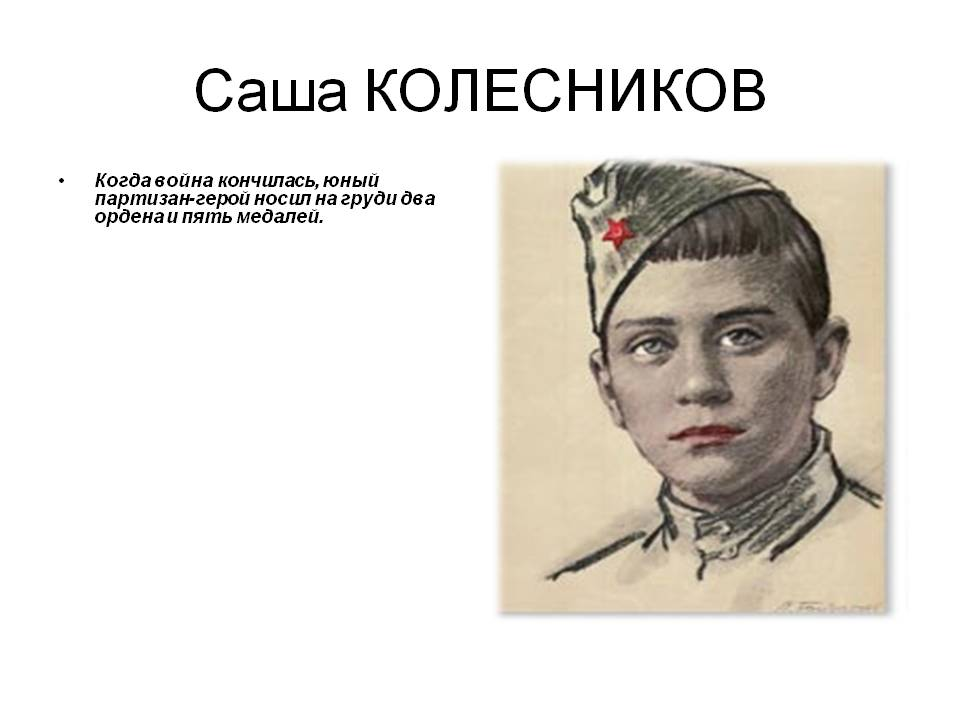 Саша КОЛЕСНИКОВ
• Когда война кончилась, юный
партизан-герой носил на груди два
ордена и пять медалей.